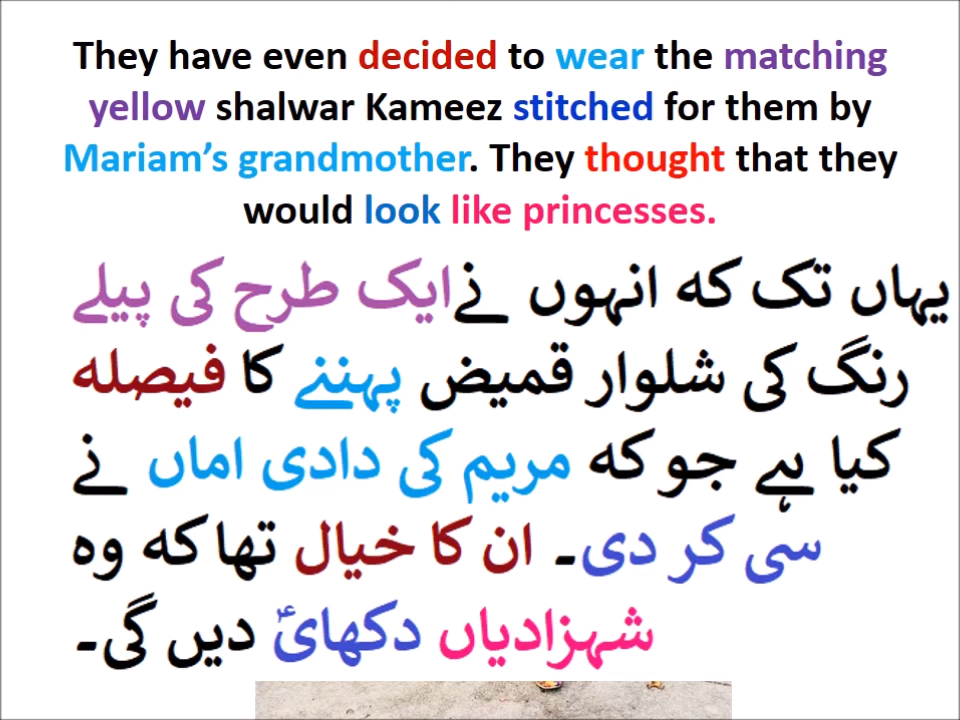 They have even decided to wear the matching
yellow shalwar Kameez stitched for them by
Mariam’s grandmother. They thought that they
would look like princesses.
یہاں تک کہ انہوں نےایک طرح کی پیلے
رنگ کی شلوار قمیض پہننے کا فیصلہ
کیا ہے جو کہ مریم کی دادی اماں نے
سی کر دی۔ ان کا خیال تھا کہ وہ
شہزادیاں دکھائؑ دیں گی۔